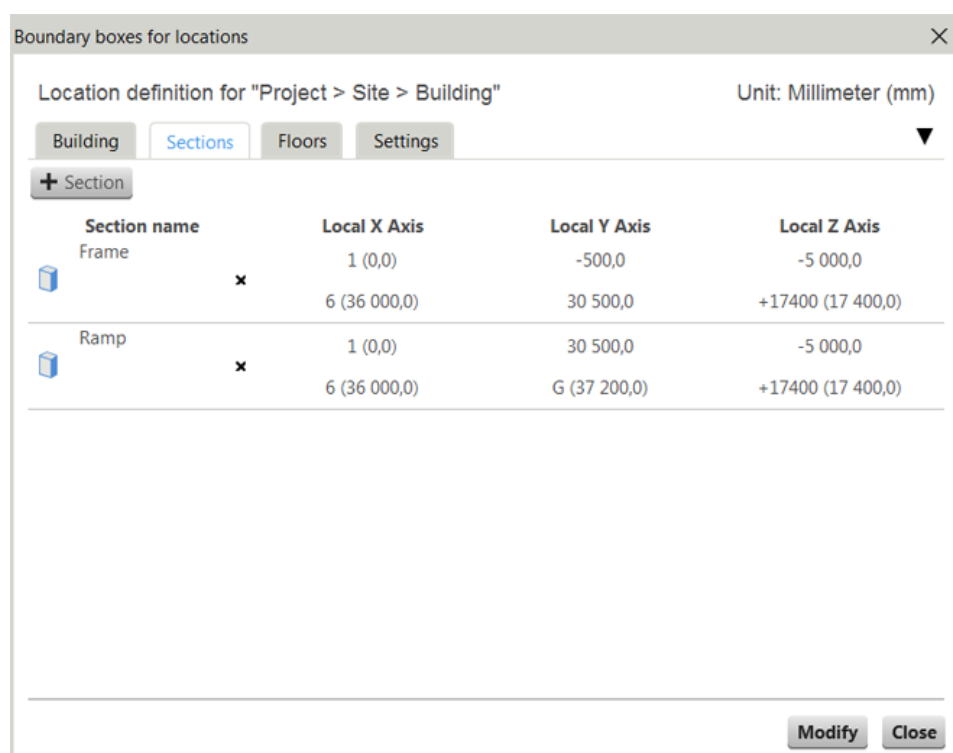 Boundary boxes for locations
Location definition for "Project > Site > Building" Unit: Millimeter (mm)
Building Sections Floors Settings
+ Section
Section name Local X Axis Local Y Axis Local Z Axis
Frame 1 (0,0) -500,0 -5 000,0
6 (36 000,0) 30 500,0 +17400 (17 400,0)
Ramp 1 (0,0) 30 500,0 -5 000,0
6 (36 000,0) G (37 200,0) +17400 (17 400,0)
Modify Close